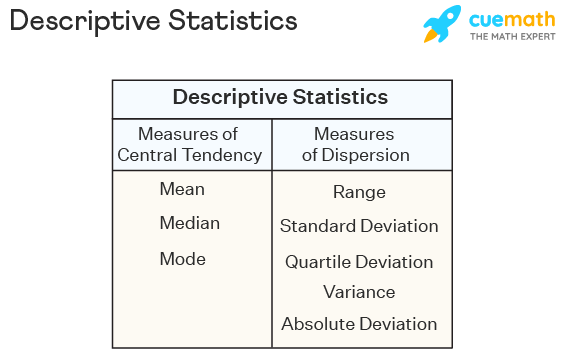 Descriptive Statistics
cuemath
THE MATH EXPERT
Descriptive Statistics
Measures of
Central Tendency
Measures
of Dispersion
Mean
Median
Mode
Range
Standard Deviation
Quartile Deviation
Variance
Absolute Deviation